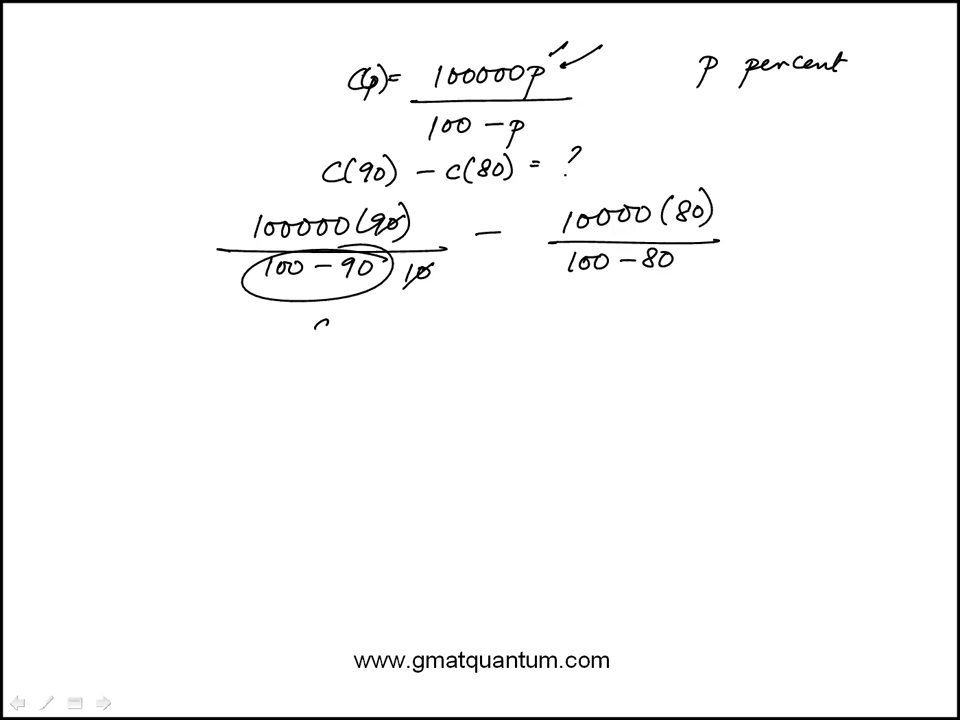 C(p) = 100000p / 100 - p
p percent
C(90) - C(80) = ?
100000(90) / 100 - 90 10 - 10000(80) / 100 - 80
www.gmatquantum.com